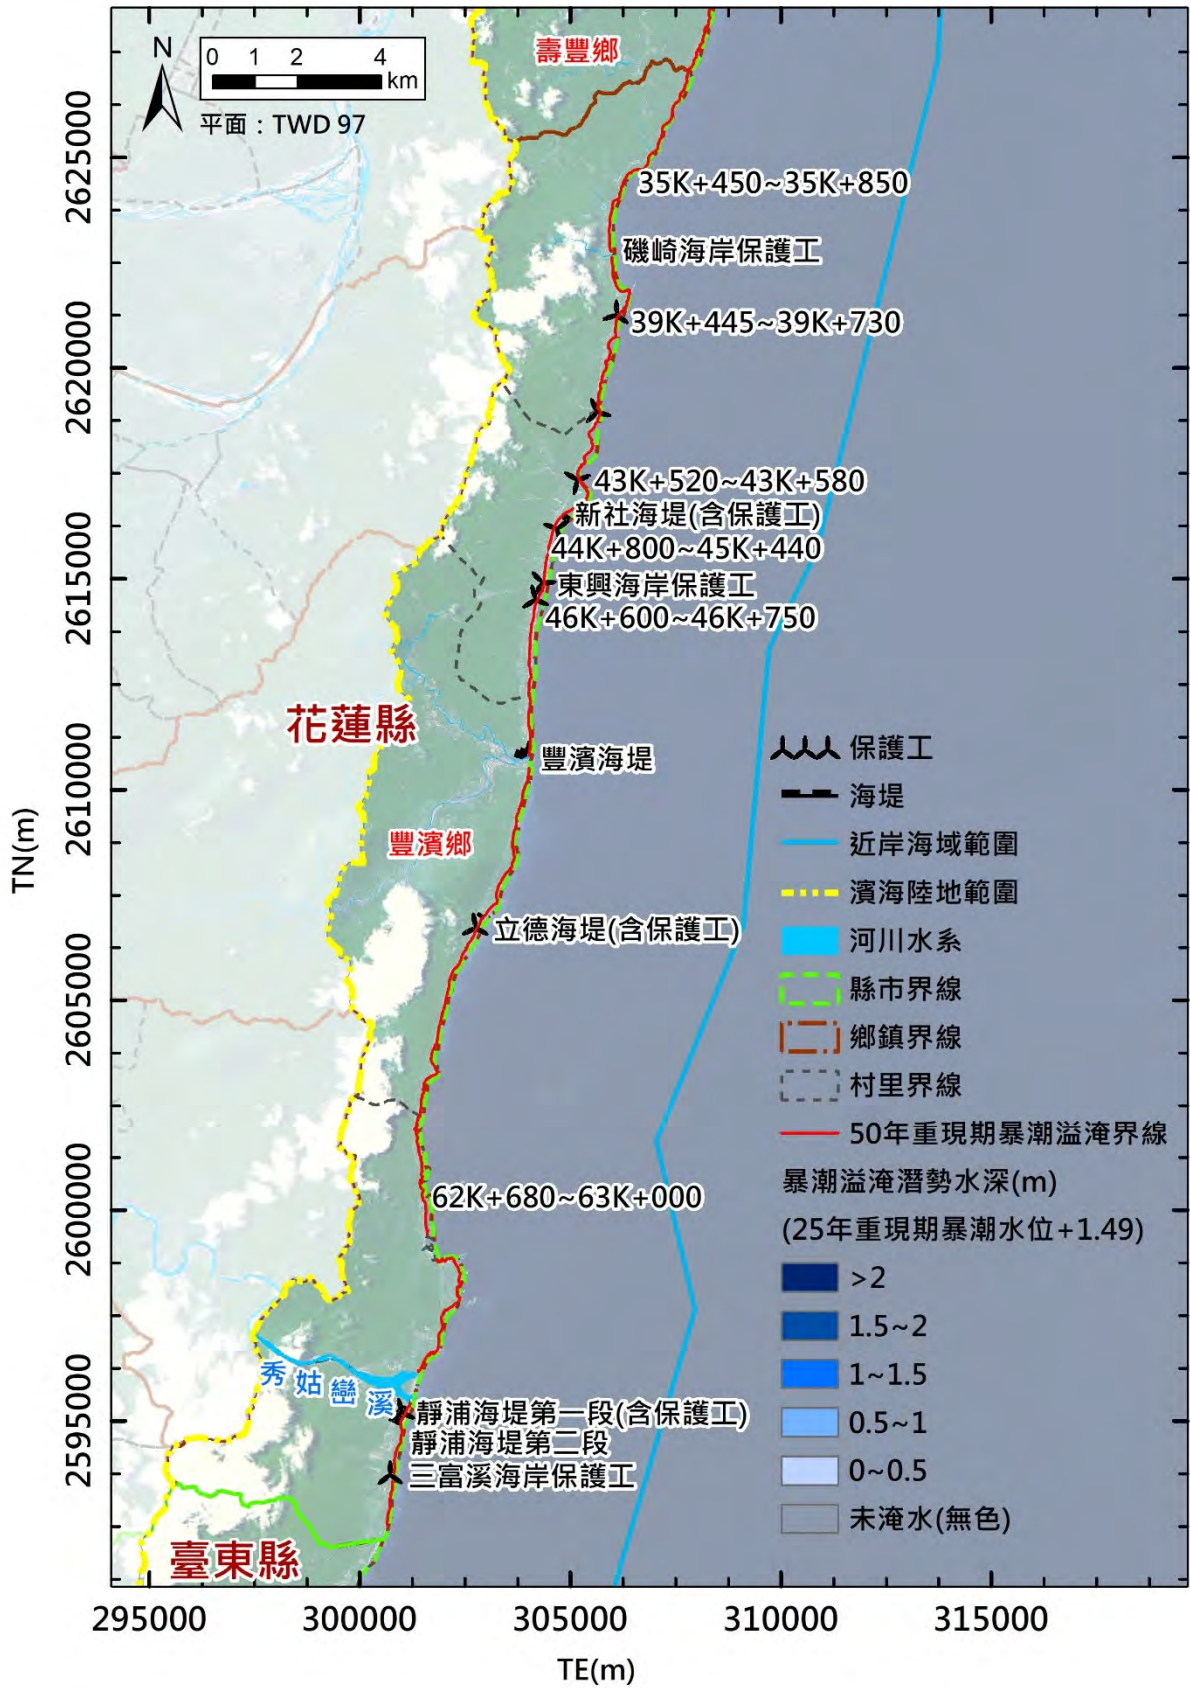 壽豐鄉
N
0 1 2 4
km
平面：TWD 97
35K+450~35K+850
磯崎海岸保護工
39K+445~39K+730
43K+520~43K+580
新社海堤(含保護工)
44K+800~45K+440
東興海岸保護工
46K+600~46K+750
花蓮縣
豐濱海堤
豐濱鄉
立德海堤(含保護工)
62K+680~63K+000
秀姑巒溪
靜浦海堤第一段(含保護工)
靜浦海堤第二段
三富溪海岸保護工
臺東縣
保護工
海堤
近岸海域範圍
濱海陸地範圍
河川水系
縣市界線
鄉鎮界線
村里界線
50年重現期暴潮溢淹界線
暴潮溢淹潛勢水深(m)
(25年重現期暴潮水位+1.49)
>2
1.5~2
1~1.5
0.5~1
0~0.5
未淹水(無色)
2625000
2620000
2615000
2610000
2605000
2600000
2595000
TN(m)
295000 300000 305000 310000 315000
TE(m)